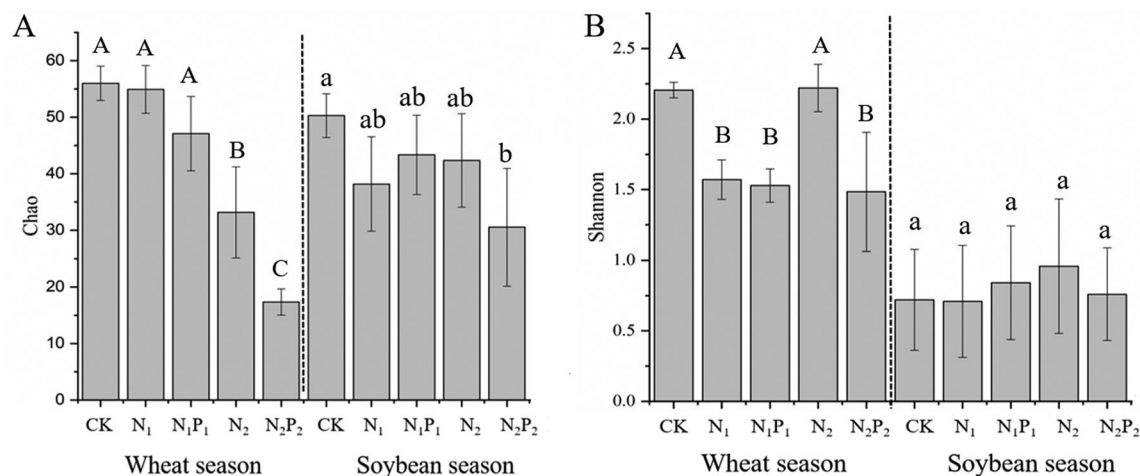 A
Chao
60
50
40
30
20
10
0
A A A B C a ab ab ab b
CK N₁ N₁P₁ N₂ N₂P₂ CK N₁ N₁P₁ N₂ N₂P₂
Wheat season Soybean season
B
Shannon
2.5
2.0
1.5
1.0
0.5
0.0
A B B A B a a a a a
CK N₁ N₁P₁ N₂ N₂P₂ CK N₁ N₁P₁ N₂ N₂P₂
Wheat season Soybean season